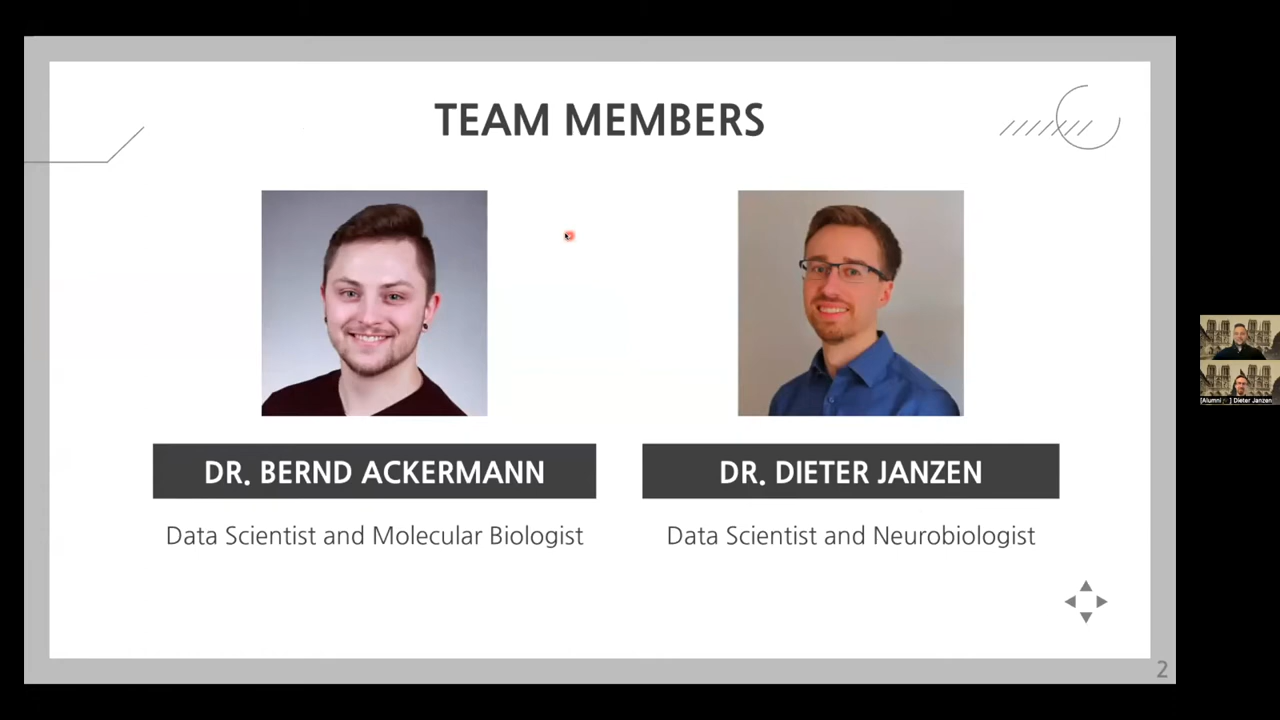 TEAM MEMBERS
DR. BERND ACKERMANN
DR. DIETER JANZEN
Data Scientist and Molecular Biologist
Data Scientist and Neurobiologist
[Alumni] Dieter Janzen
2